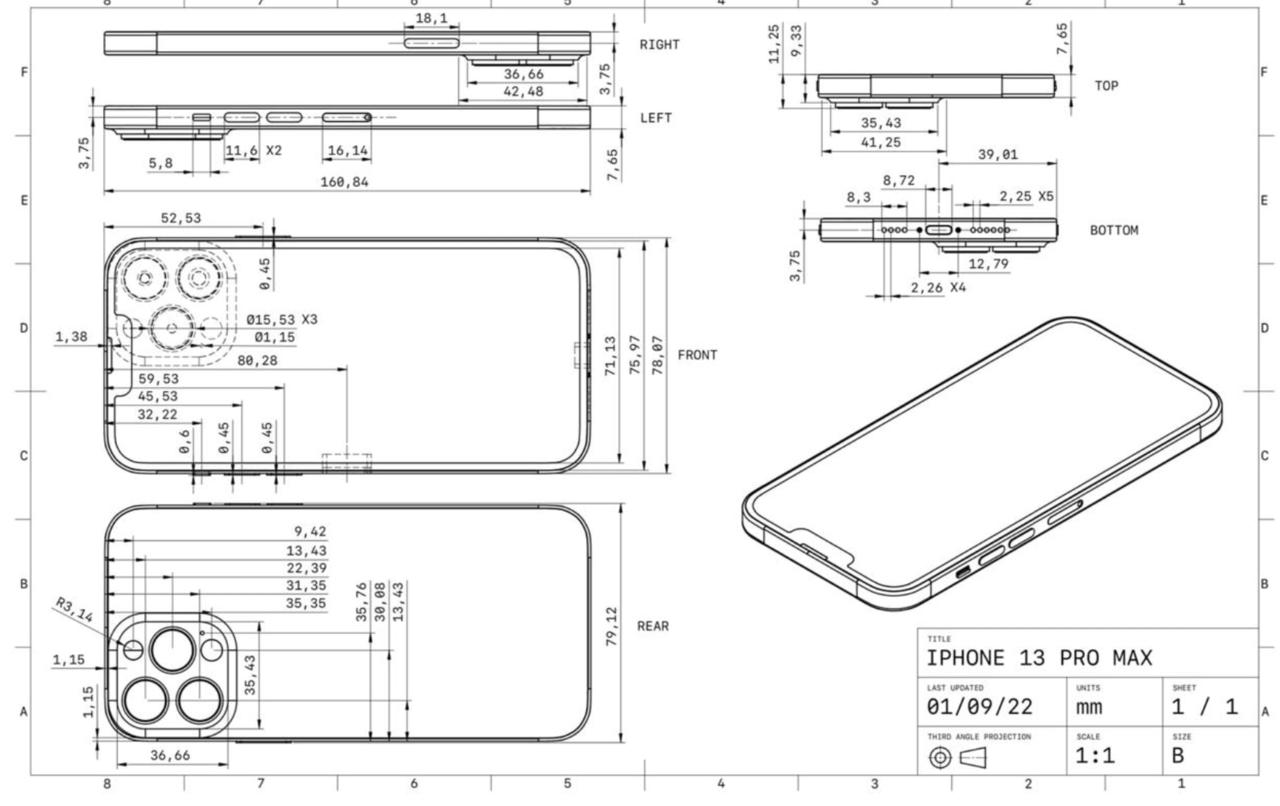 8 7 6 5 4 3 2 1
18,1
RIGHT
36,66
42,48
3,75
LEFT
3,75
5,8
11,6 X2
16,14
7,65
160,84
11,25
9,33
7,65
TOP
35,43
41,25
39,01
8,72
8,3
2,25 X5
BOTTOM
3,75
12,79
2,26 X4
F
F
E
E
D
D
C
C
B
B
A
A
52,53
0,45
Ø15,53 X3
Ø1,15
1,38
80,28
59,53
45,53
32,22
0,6
0,45
0,45
71,13
75,97
78,07
FRONT
9,42
13,43
22,39
31,35
35,35
R3,14
1,15
1,15
35,43
36,66
35,76
30,08
13,43
79,12
REAR
TITLE
IPHONE 13 PRO MAX
LAST UPDATED
01/09/22
UNITS
mm
SHEET
1 / 1
THIRD ANGLE PROJECTION
SCALE
1:1
SIZE
B
8 7 6 5 4 3 2 1